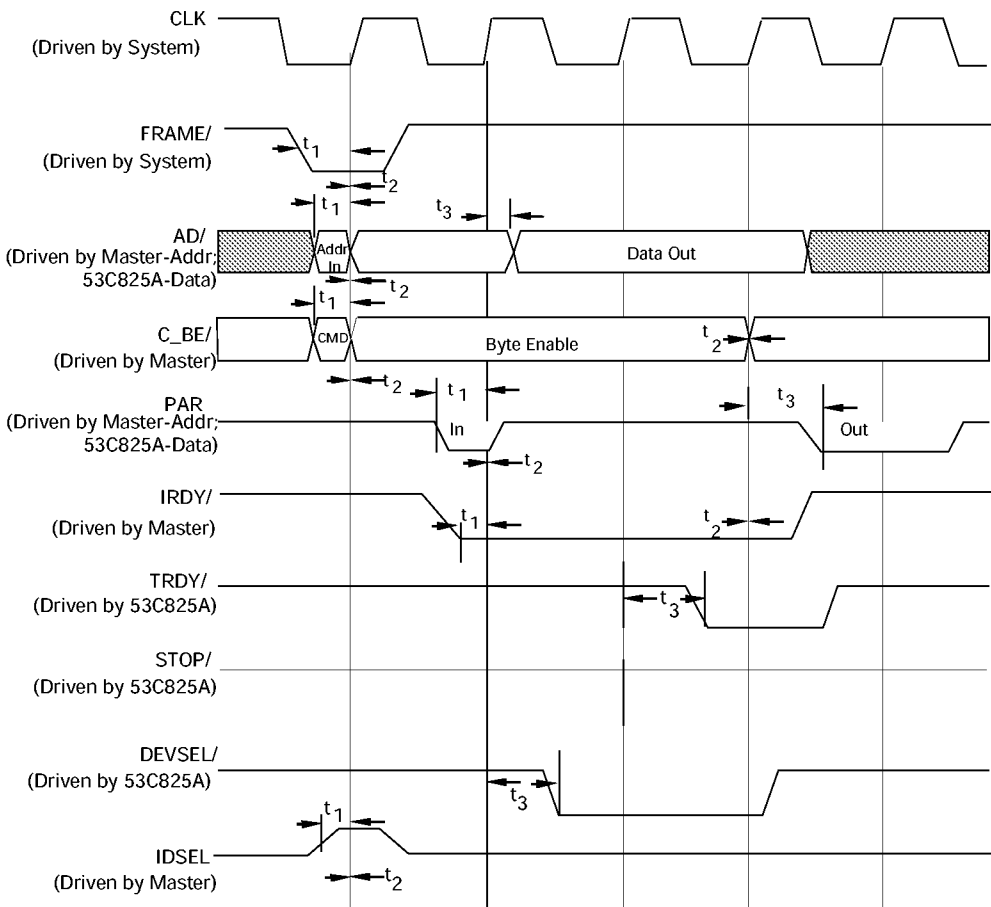 CLK
(Driven by System)
FRAME/
(Driven by System)
t1
t2
t1
t3
AD/
(Driven by Master-Addr;
53C825A-Data)
Addr
In
Data Out
t2
t1
C_BE/
(Driven by Master)
CMD
Byte Enable
t2
t2
t1
t3
PAR
(Driven by Master-Addr;
53C825A-Data)
In
Out
t2
IRDY/
(Driven by Master)
t1
t2
TRDY/
(Driven by 53C825A)
t3
STOP/
(Driven by 53C825A)
DEVSEL/
(Driven by 53C825A)
t3
t1
IDSEL
(Driven by Master)
t2